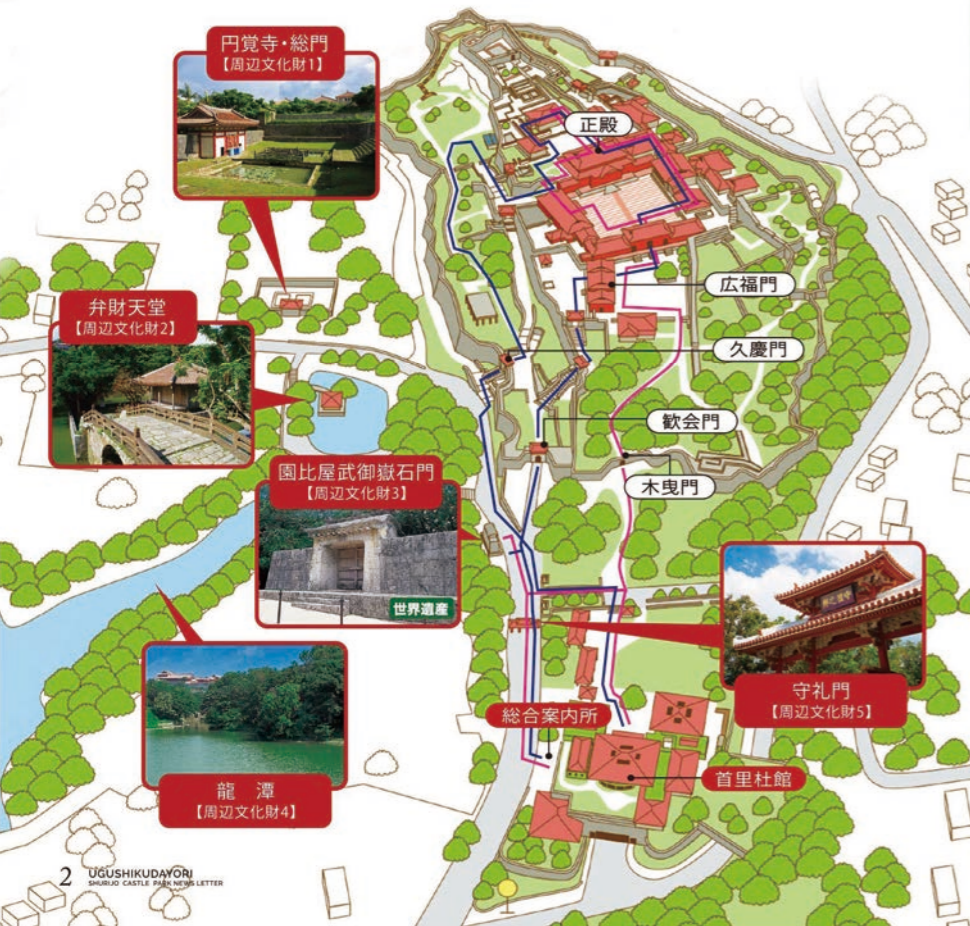 円覚寺・総門
【周辺文化財1】
正殿
広福門
弁財天堂
【周辺文化財2】
久慶門
歓会門
園比屋武御嶽石門
【周辺文化財3】
木曳門
世界遺産
守礼門
【周辺文化財5】
総合案内所
首里杜館
龍 潭
【周辺文化財4】
2 UGUSHIKUDAYORI
SHURIJO CASTLE PARK NEWS LETTER